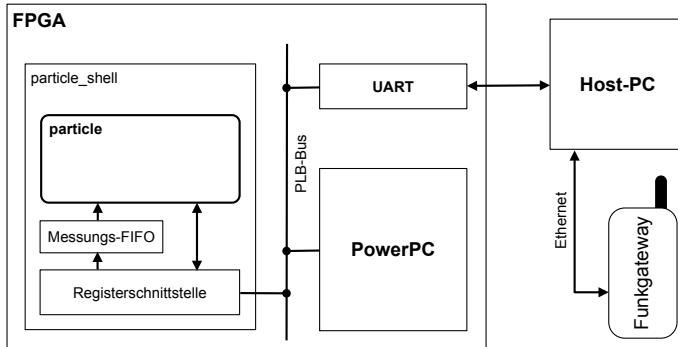 FPGA
particle_shell
particle
Messungs-FIFO
Registerschnittstelle
PLB-Bus
UART
PowerPC
Host-PC
Ethernet
Funkgateway